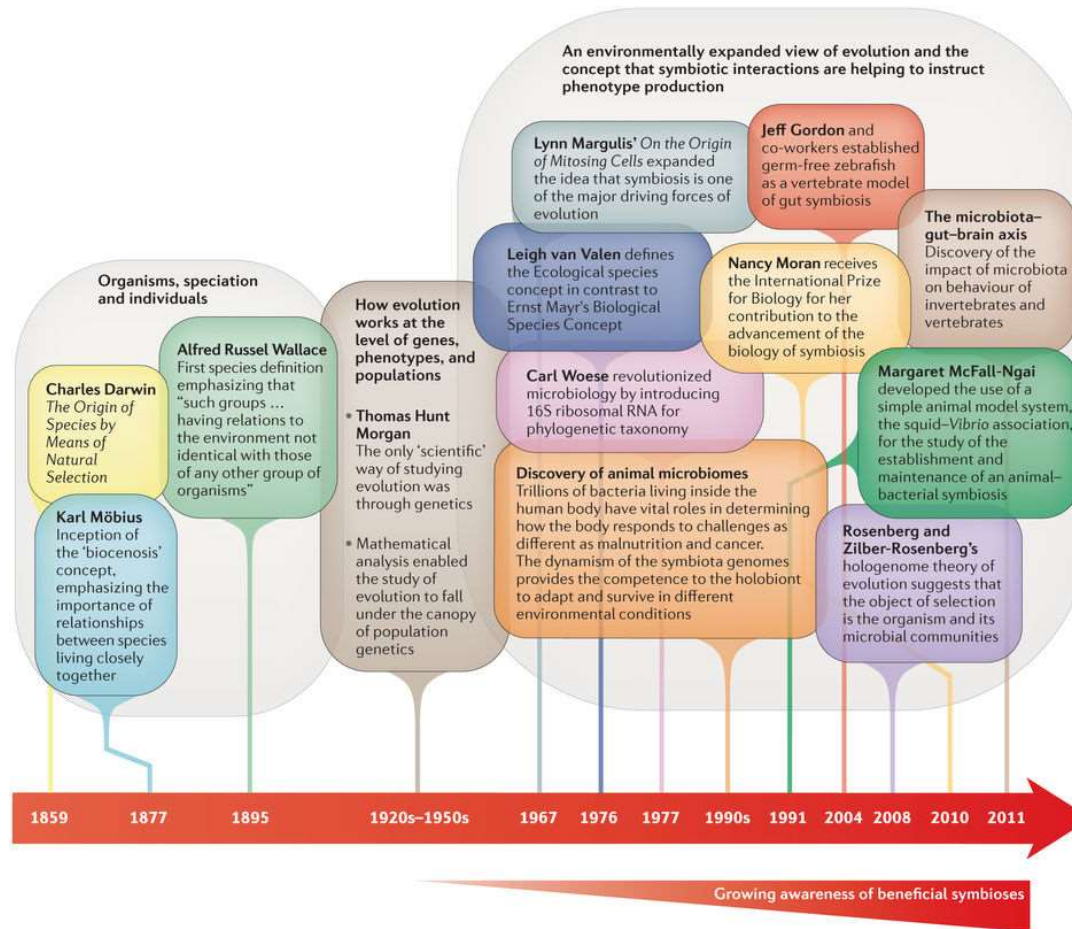 An environmentally expanded view of evolution and the
concept that symbiotic interactions are helping to instruct
phenotype production
Lynn Margulis' On the Origin
of Mitosing Cells expanded
the idea that symbiosis is one
of the major driving forces of
evolution
Jeff Gordon and
co-workers established
germ-free zebrafish
as a vertebrate model
of gut symbiosis
The microbiota–
gut–brain axis
Discovery of the
impact of microbiota
on behaviour of
invertebrates and
vertebrates
Leigh van Valen defines
the Ecological species
concept in contrast to
Ernst Mayr's Biological
Species Concept
Nancy Moran receives
the International Prize
for Biology for her
contribution to the
advancement of the
biology of symbiosis
Organisms, speciation
and individuals
Charles Darwin
The Origin of
Species by
Means of
Natural
Selection
Alfred Russel Wallace
First species definition
emphasizing that
“such groups ...
having relations to
the environment not
identical with those
of any other group of
organisms”
Karl Möbius
Inception of
the ‘biocenosis’
concept,
emphasizing the
importance of
relationships
between species
living closely
together
How evolution
works at the
level of genes,
phenotypes, and
populations
• Thomas Hunt
Morgan
The only ‘scientific’
way of studying
evolution was
through genetics
• Mathematical
analysis enabled
the study of
evolution to fall
under the canopy
of population
genetics
Carl Woese revolutionized
microbiology by introducing
16S ribosomal RNA for
phylogenetic taxonomy
Margaret McFall-Ngai
developed the use of a
simple animal model system,
the squid–Vibrio association,
for the study of the
establishment and
maintenance of an animal–
bacterial symbiosis
Discovery of animal microbiomes
Trillions of bacteria living inside the
human body have vital roles in determining
how the body responds to challenges as
different as malnutrition and cancer.
The dynamism of the symbiota genomes
provides the competence to the holobiont
to adapt and survive in different
environmental conditions
Rosenberg and
Zilber-Rosenberg's
hologenome theory of
evolution suggests that
the object of selection
is the organism and its
microbial communities
1859 1877 1895 1920s–1950s 1967 1976 1977 1990s 1991 2004 2008 2010 2011
Growing awareness of beneficial symbioses